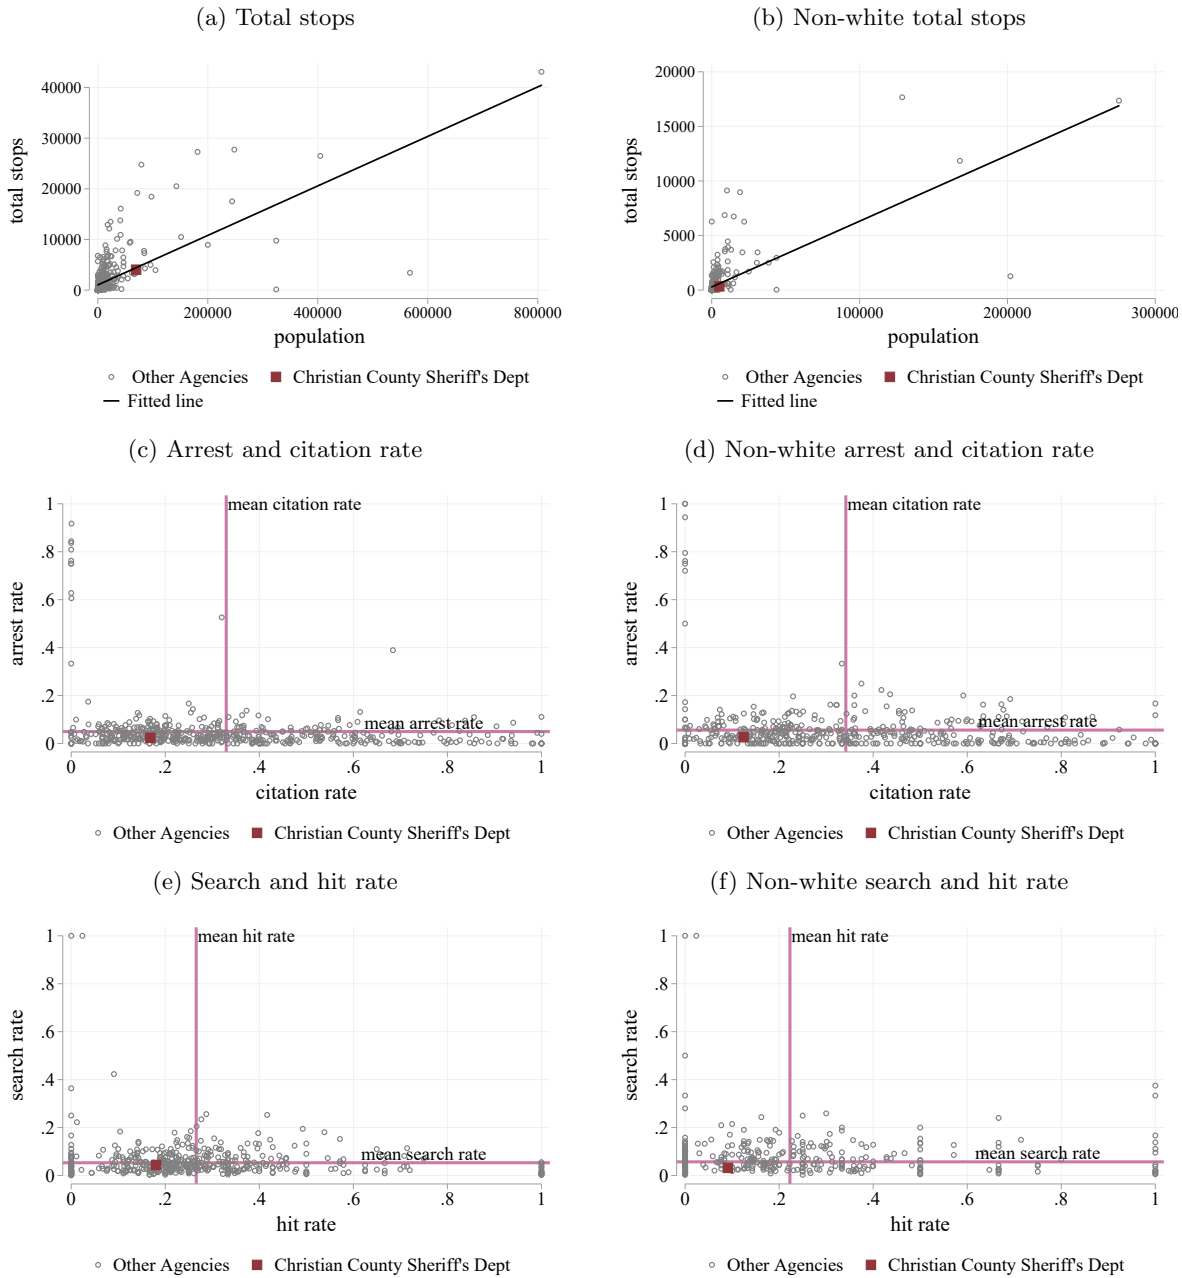 (a) Total stops
(b) Non-white total stops
total stops
40000
30000
20000
10000
0
0
200000
400000
600000
800000
population
Other Agencies
Christian County Sheriff's Dept
Fitted line
total stops
20000
15000
10000
5000
0
0
100000
200000
300000
population
Other Agencies
Christian County Sheriff's Dept
Fitted line
(c) Arrest and citation rate
(d) Non-white arrest and citation rate
arrest rate
1
.8
.6
.4
.2
0
mean citation rate
mean arrest rate
0
.2
.4
.6
.8
1
citation rate
Other Agencies
Christian County Sheriff's Dept
arrest rate
1
.8
.6
.4
.2
0
mean citation rate
mean arrest rate
0
.2
.4
.6
.8
1
citation rate
Other Agencies
Christian County Sheriff's Dept
(e) Search and hit rate
(f) Non-white search and hit rate
search rate
1
.8
.6
.4
.2
0
mean hit rate
mean search rate
0
.2
.4
.6
.8
1
hit rate
Other Agencies
Christian County Sheriff's Dept
search rate
1
.8
.6
.4
.2
0
mean hit rate
mean search rate
0
.2
.4
.6
.8
1
hit rate
Other Agencies
Christian County Sheriff's Dept